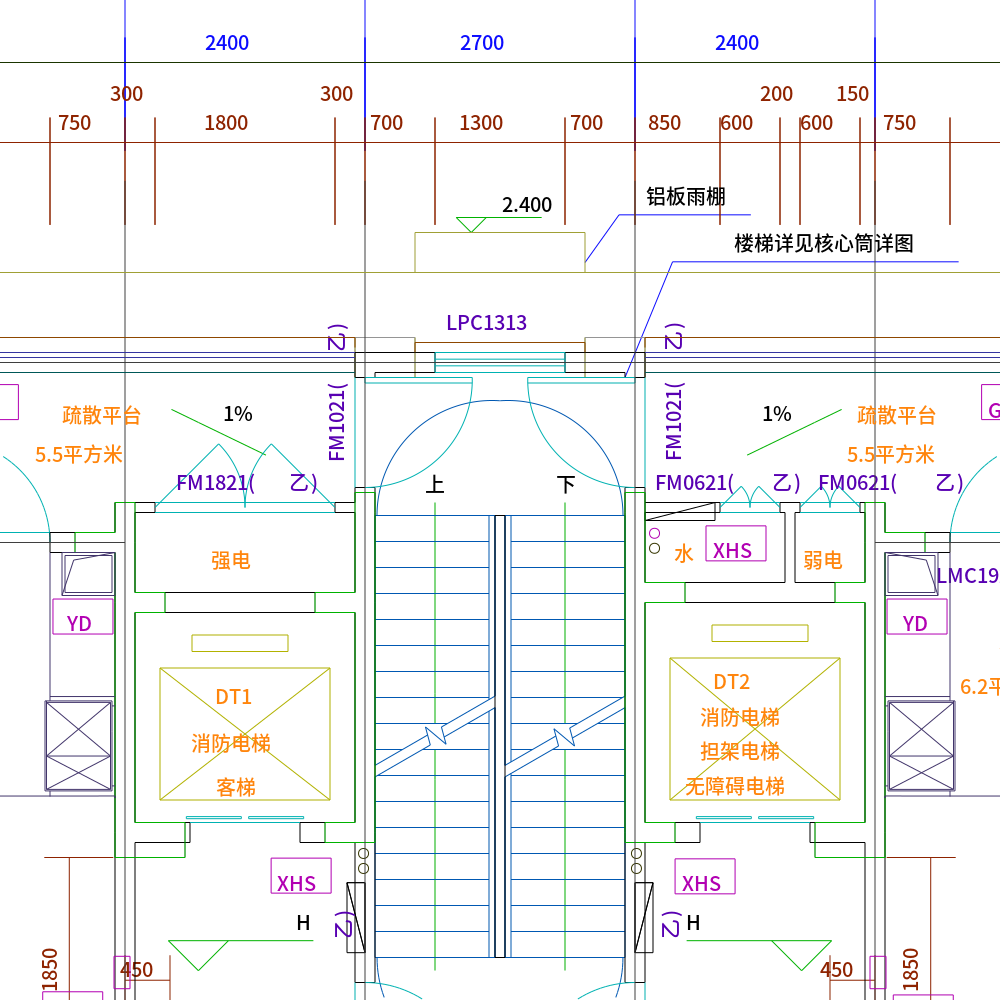 2400 2700 2400
300 300 200 150
750 1800 700 1300 700 850 600 600 750
2.400 铝板雨棚
楼梯详见核心筒详图
LPC1313
FM1021(乙)
FM1021(乙)
疏散平台 1% 1% 疏散平台 G
5.5平方米 5.5平方米
FM1821( 乙) 上 下 FM0621( 乙) FM0621( 乙)
强电 水 XHS 弱电
LMC19
YD YD
DT1 DT2 6.2平
消防电梯 消防电梯
担架电梯
客梯 无障碍电梯
XHS XHS
H 乙) 乙) H
1850 450 450 1850